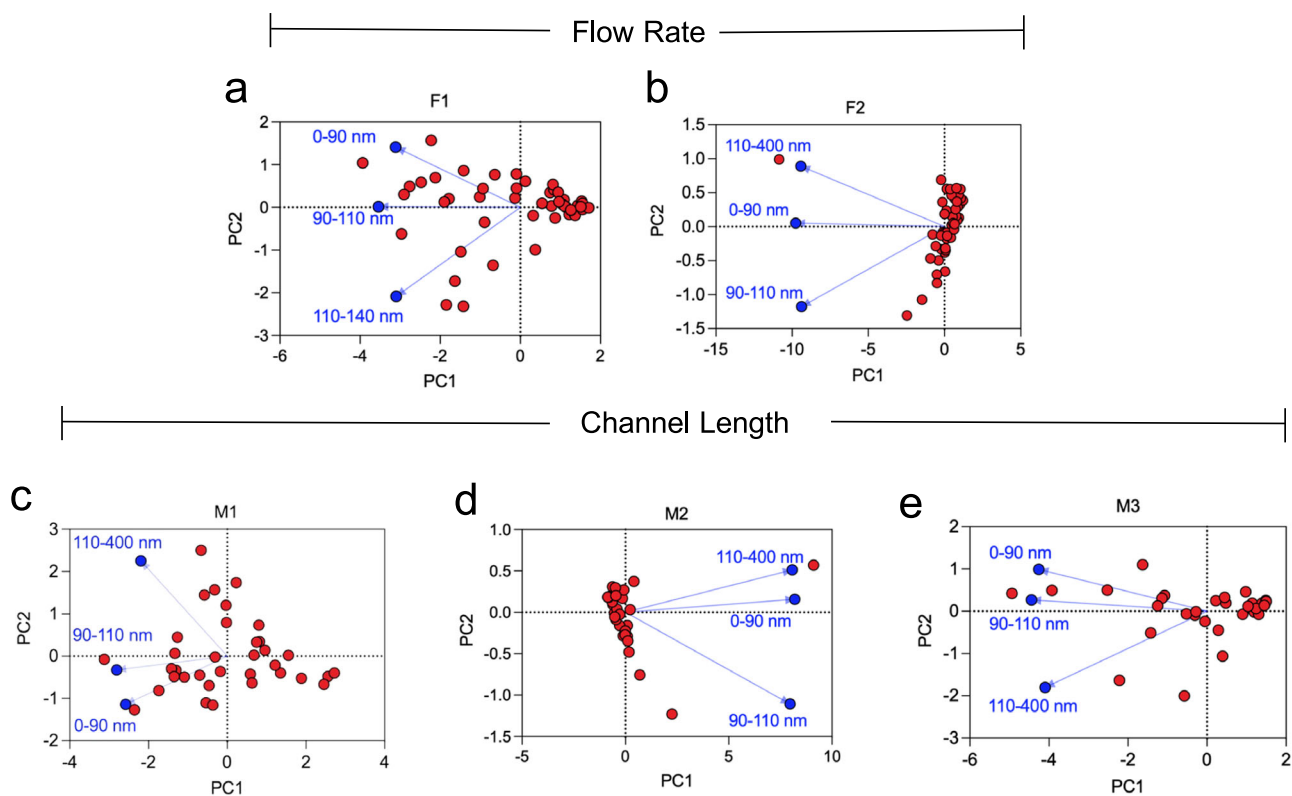 Flow Rate
a
F1
2
1
0
-1
-2
-3
-6
-4
-2
0
2
PC2
PC1
0-90 nm
90-110 nm
110-140 nm
b
F2
1.5
1.0
0.5
0.0
-0.5
-1.0
-1.5
-15
-10
-5
0
5
PC2
PC1
110-400 nm
0-90 nm
90-110 nm
Channel Length
c
M1
3
2
1
0
-1
-2
-4
-2
0
2
4
PC2
PC1
110-400 nm
90-110 nm
0-90 nm
d
M2
1.0
0.5
0.0
-0.5
-1.0
-1.5
-5
0
5
10
PC2
PC1
110-400 nm
0-90 nm
90-110 nm
e
M3
2
1
0
-1
-2
-3
-6
-4
-2
0
2
PC2
PC1
0-90 nm
90-110 nm
110-400 nm